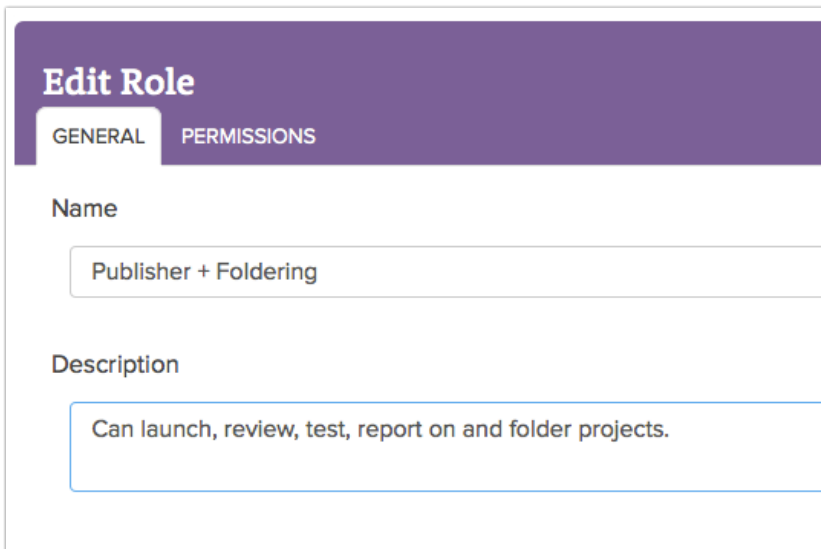 Edit Role
GENERAL PERMISSIONS
Name
Publisher + Foldering
Description
Can launch, review, test, report on and folder projects.